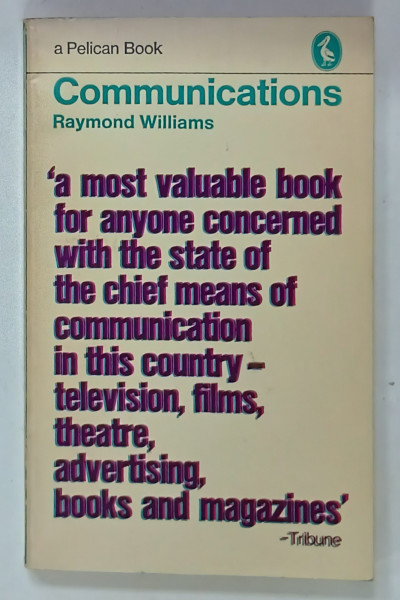 a Pelican Book
Communications
Raymond Williams
‘a most valuable book
for anyone concerned
with the state of
the chief means of
communication
in this country –
television, films,
theatre,
advertising,
books and magazines’
–Tribune